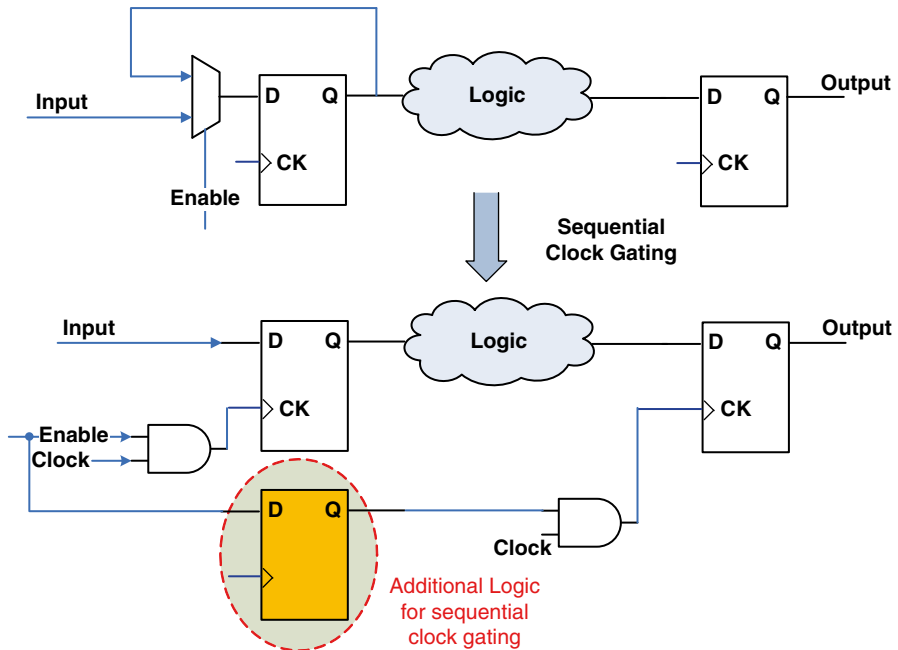 Input
D
Q
CK
Enable
Logic
D
Q
CK
Output
Sequential
Clock Gating
Input
D
Q
CK
Enable
Clock
Logic
D
Q
CK
Output
D
Q
Clock
Additional Logic
for sequential
clock gating